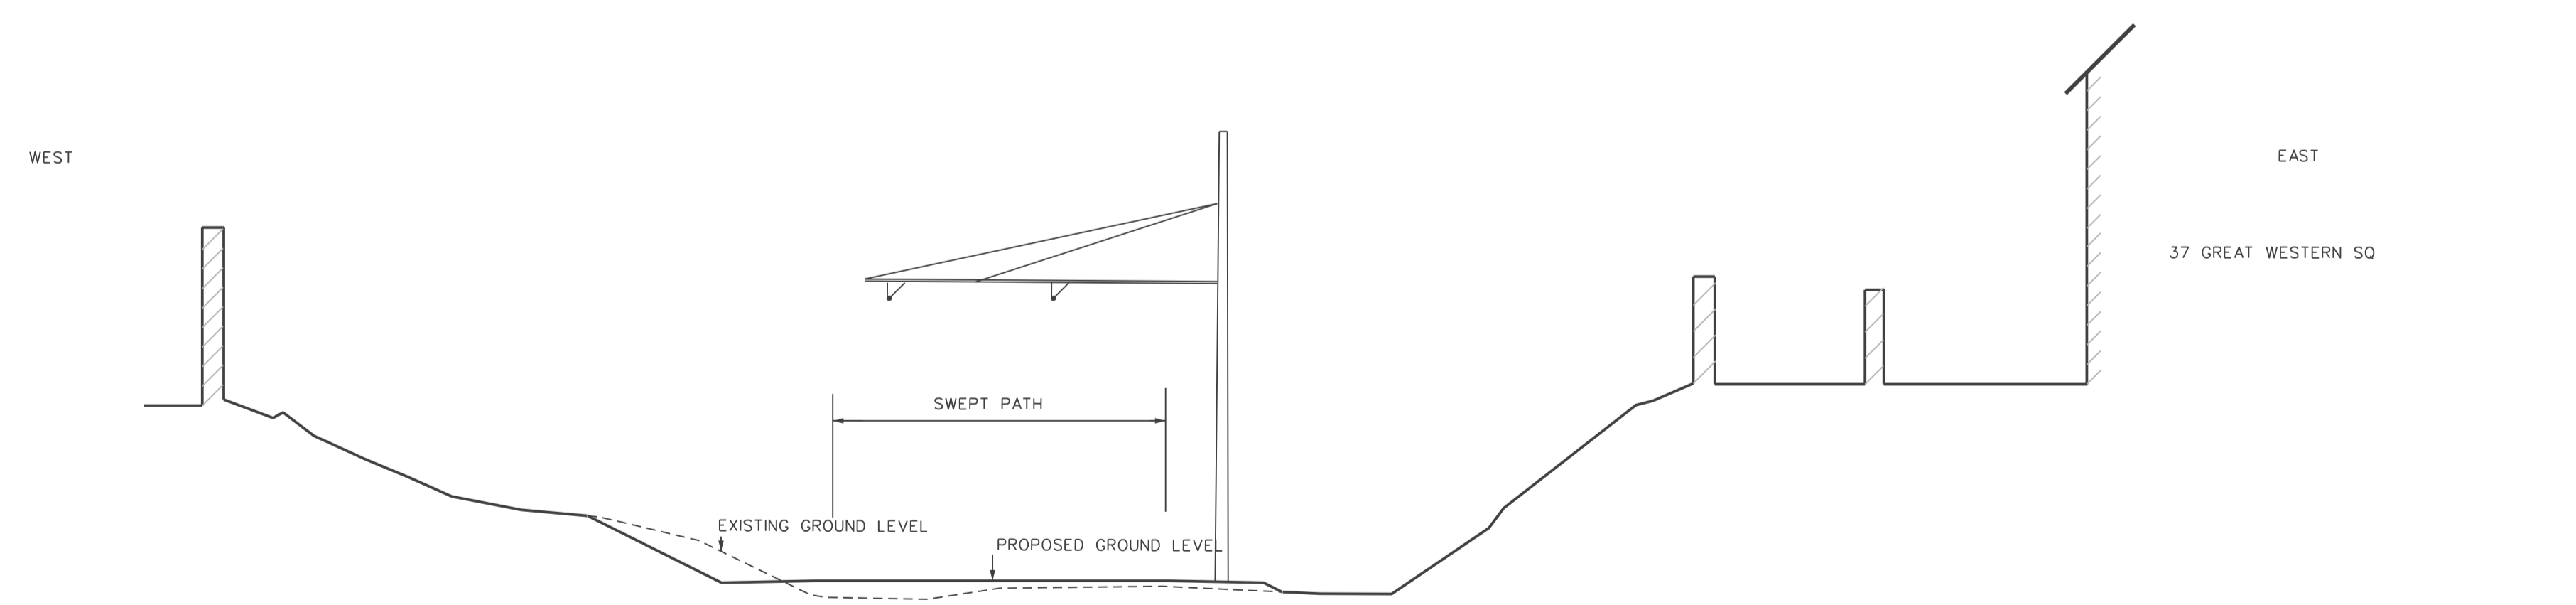 WEST
EAST
37 GREAT WESTERN SQ
SWEPT PATH
EXISTING GROUND LEVEL
PROPOSED GROUND LEVEL